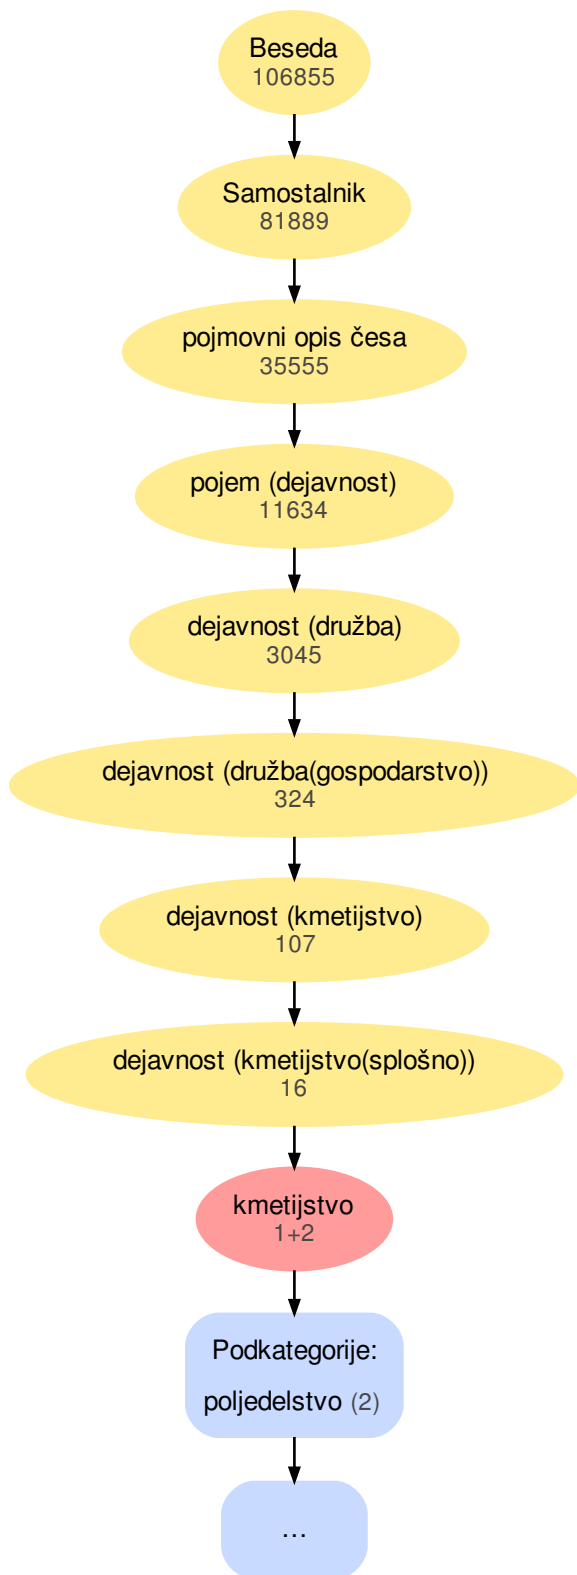 Beseda
106855
Samostalnik
81889
pojmovni opis česa
35555
pojem (dejavnost)
11634
dejavnost (družba)
3045
dejavnost (družba(gospodarstvo))
324
dejavnost (kmetijstvo)
107
dejavnost (kmetijstvo(splošno))
16
kmetijstvo
1+2
Podkategorije:
poljedelstvo (2)
...